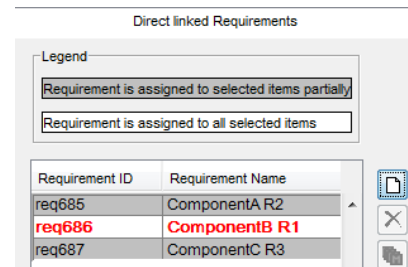 Direct linked Requirements
Legend
Requirement is assigned to selected items partially
Requirement is assigned to all selected items
Requirement ID Requirement Name
req685 ComponentA R2
req686 ComponentB R1
req687 ComponentC R3